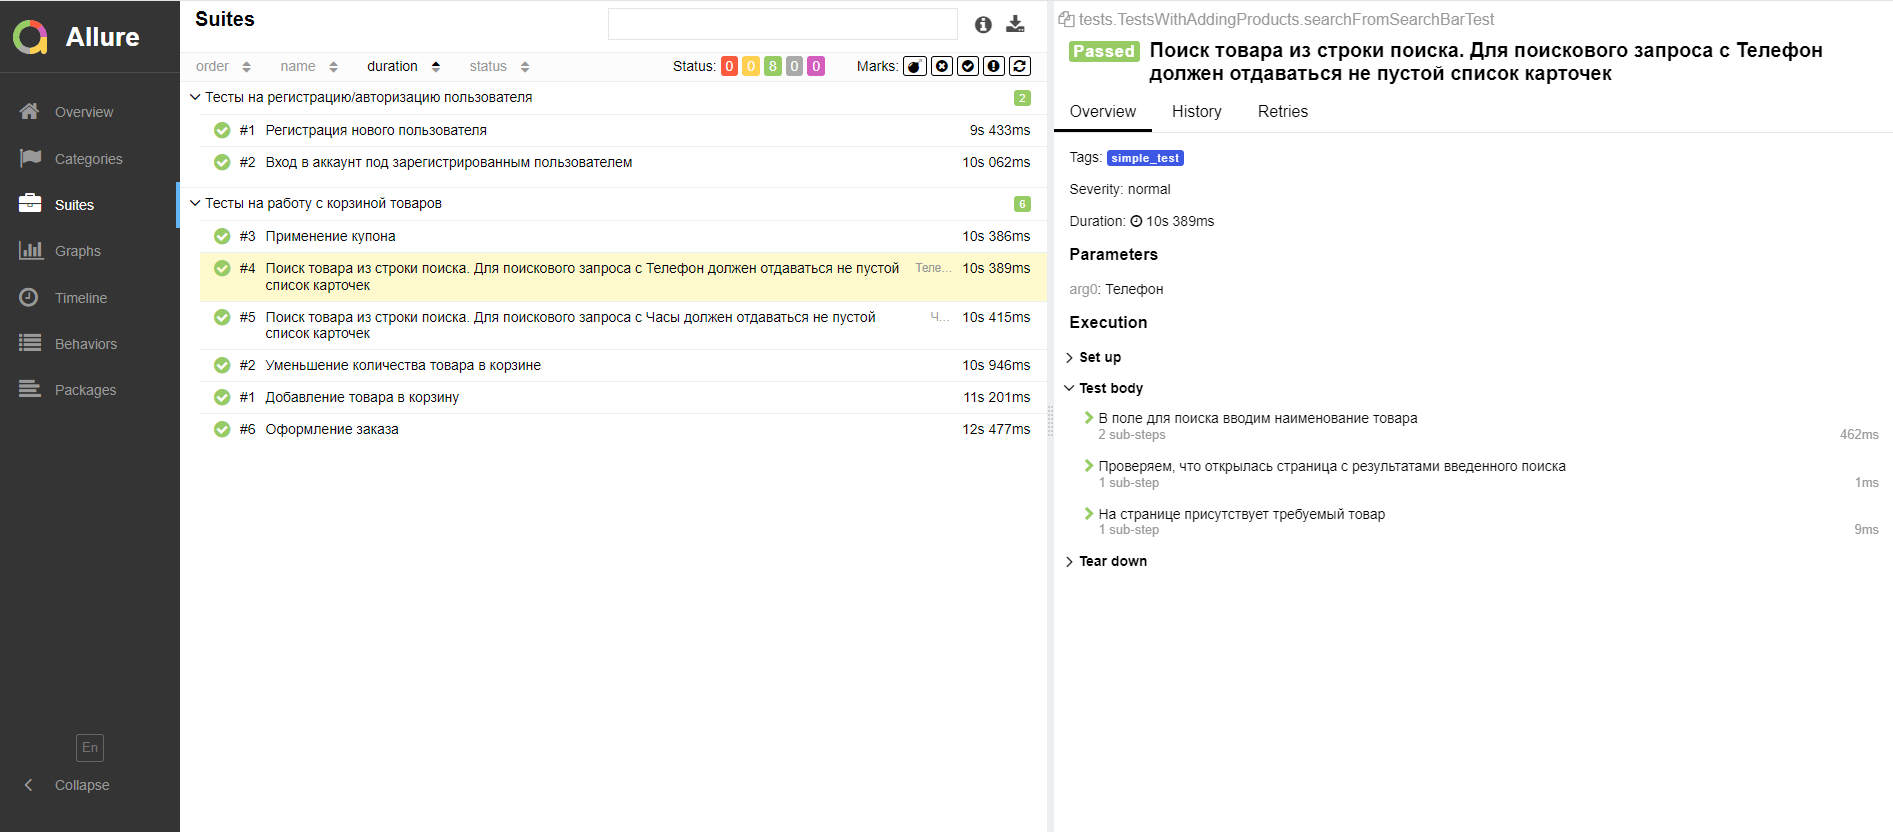 Allure
Overview
Categories
Suites
Graphs
Timeline
Behaviors
Packages
En
Collapse
Suites
order name duration status
Status: 0 0 8 0 0 Marks:
Тесты на регистрацию/авторизацию пользователя 2
#1 Регистрация нового пользователя 9s 433ms
#2 Вход в аккаунт под зарегистрированным пользователем 10s 062ms
Тесты на работу с корзиной товаров 6
#3 Применение купона 10s 386ms
#4 Поиск товара из строки поиска. Для поискового запроса с Телефон должен отдаваться не пустой Теле... 10s 389ms
список карточек
#5 Поиск товара из строки поиска. Для поискового запроса с Часы должен отдаваться не пустой Ч... 10s 415ms
список карточек
#2 Уменьшение количества товара в корзине 10s 946ms
#1 Добавление товара в корзину 11s 201ms
#6 Оформление заказа 12s 477ms
tests.TestsWithAddingProducts.searchFromSearchBarTest
Passed Поиск товара из строки поиска. Для поискового запроса с Телефон
должен отдаваться не пустой список карточек
Overview History Retries
Tags: simple_test
Severity: normal
Duration: 10s 389ms
Parameters
arg0: Телефон
Execution
Set up
Test body
В поле для поиска вводим наименование товара
2 sub-steps 462ms
Проверяем, что открылась страница с результатами введенного поиска
1 sub-step 1ms
На странице присутствует требуемый товар
1 sub-step 9ms
Tear down